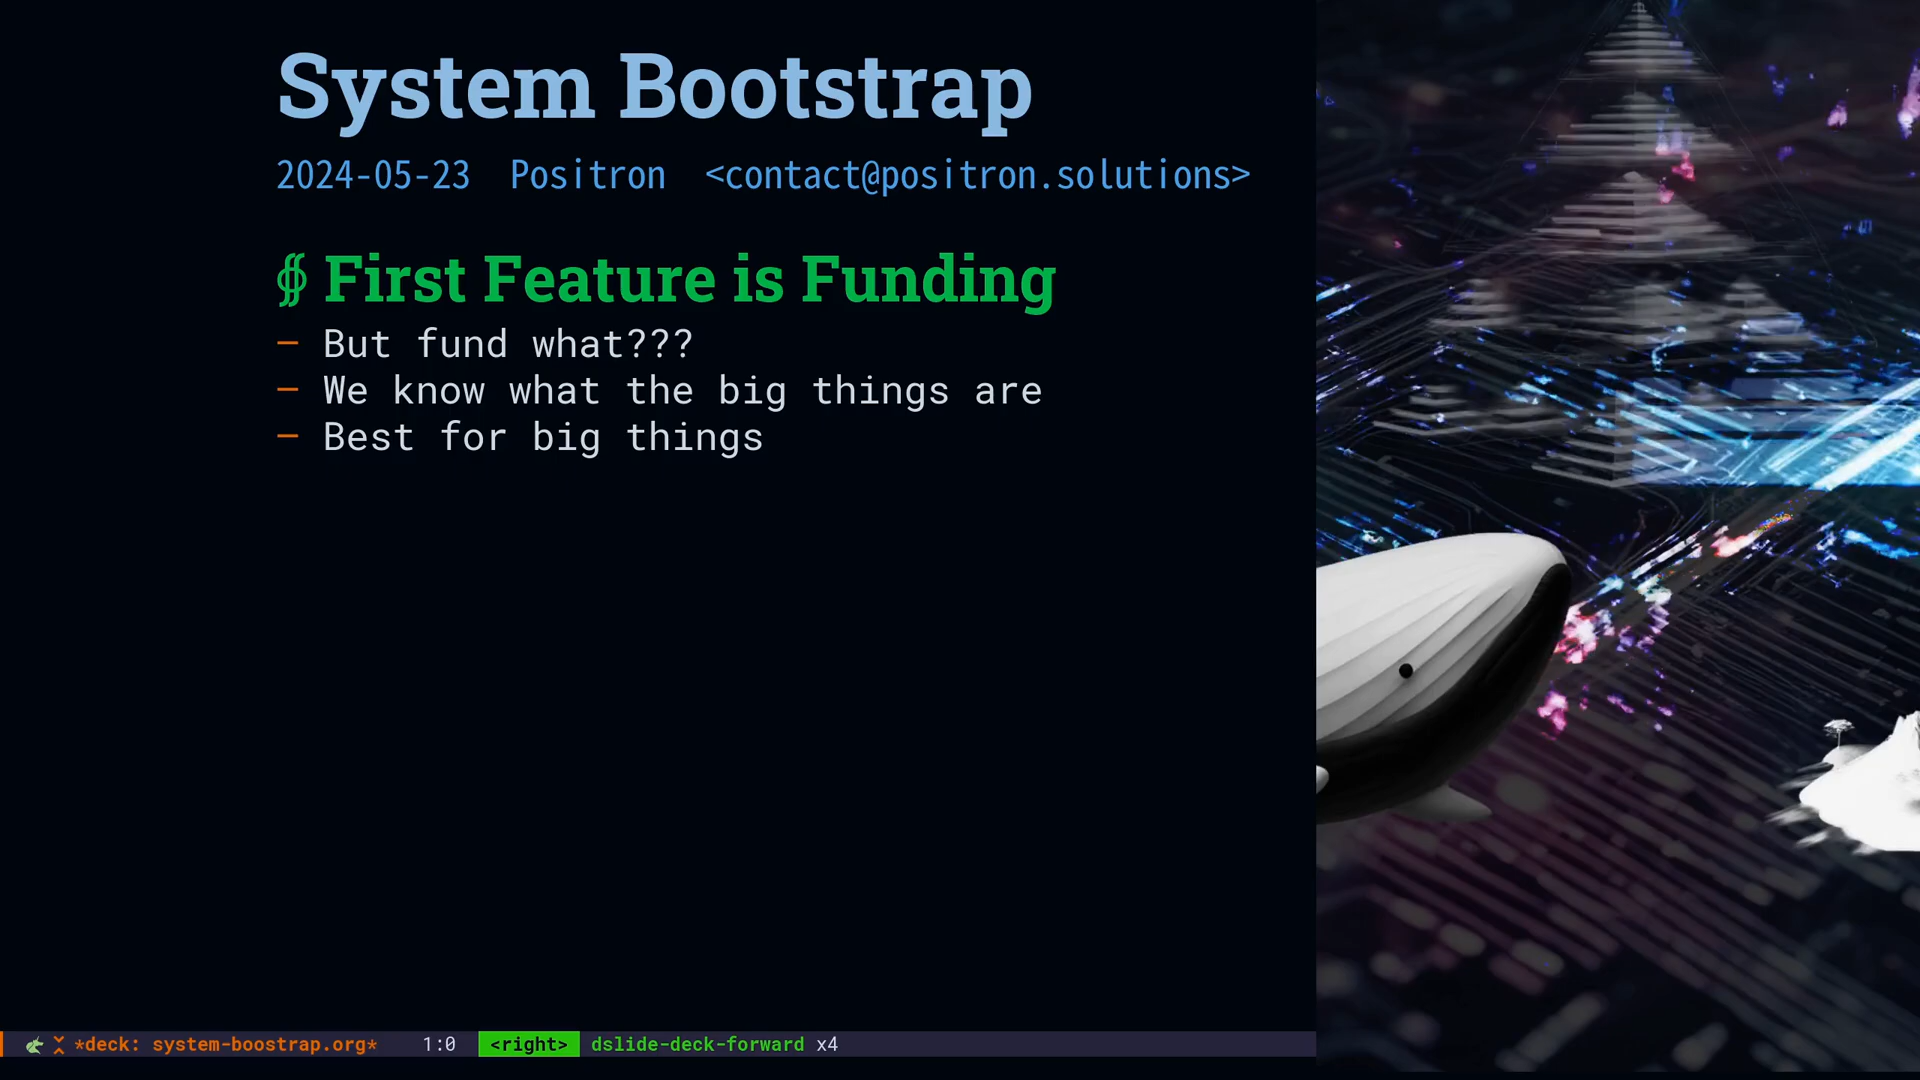 System Bootstrap
2024-05-23 Positron <contact@positron.solutions>
∯ First Feature is Funding
– But fund what???
– We know what the big things are
– Best for big things
*deck: system-boostrap.org* 1:0 <right> dslide-deck-forward x4